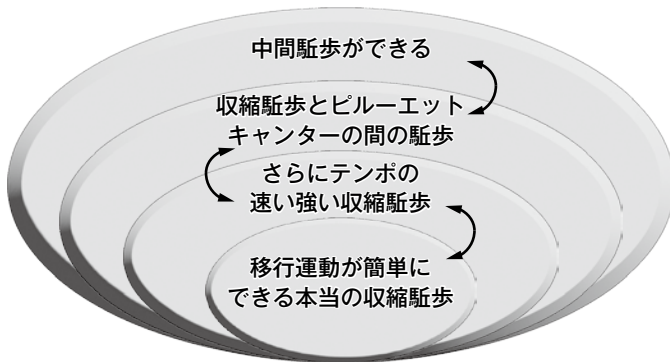 中間駈歩ができる
収縮駈歩とピルーエット
キャンターの間の駈歩
さらにテンポの
速い強い収縮駈歩
移行運動が簡単に
できる本当の収縮駈歩